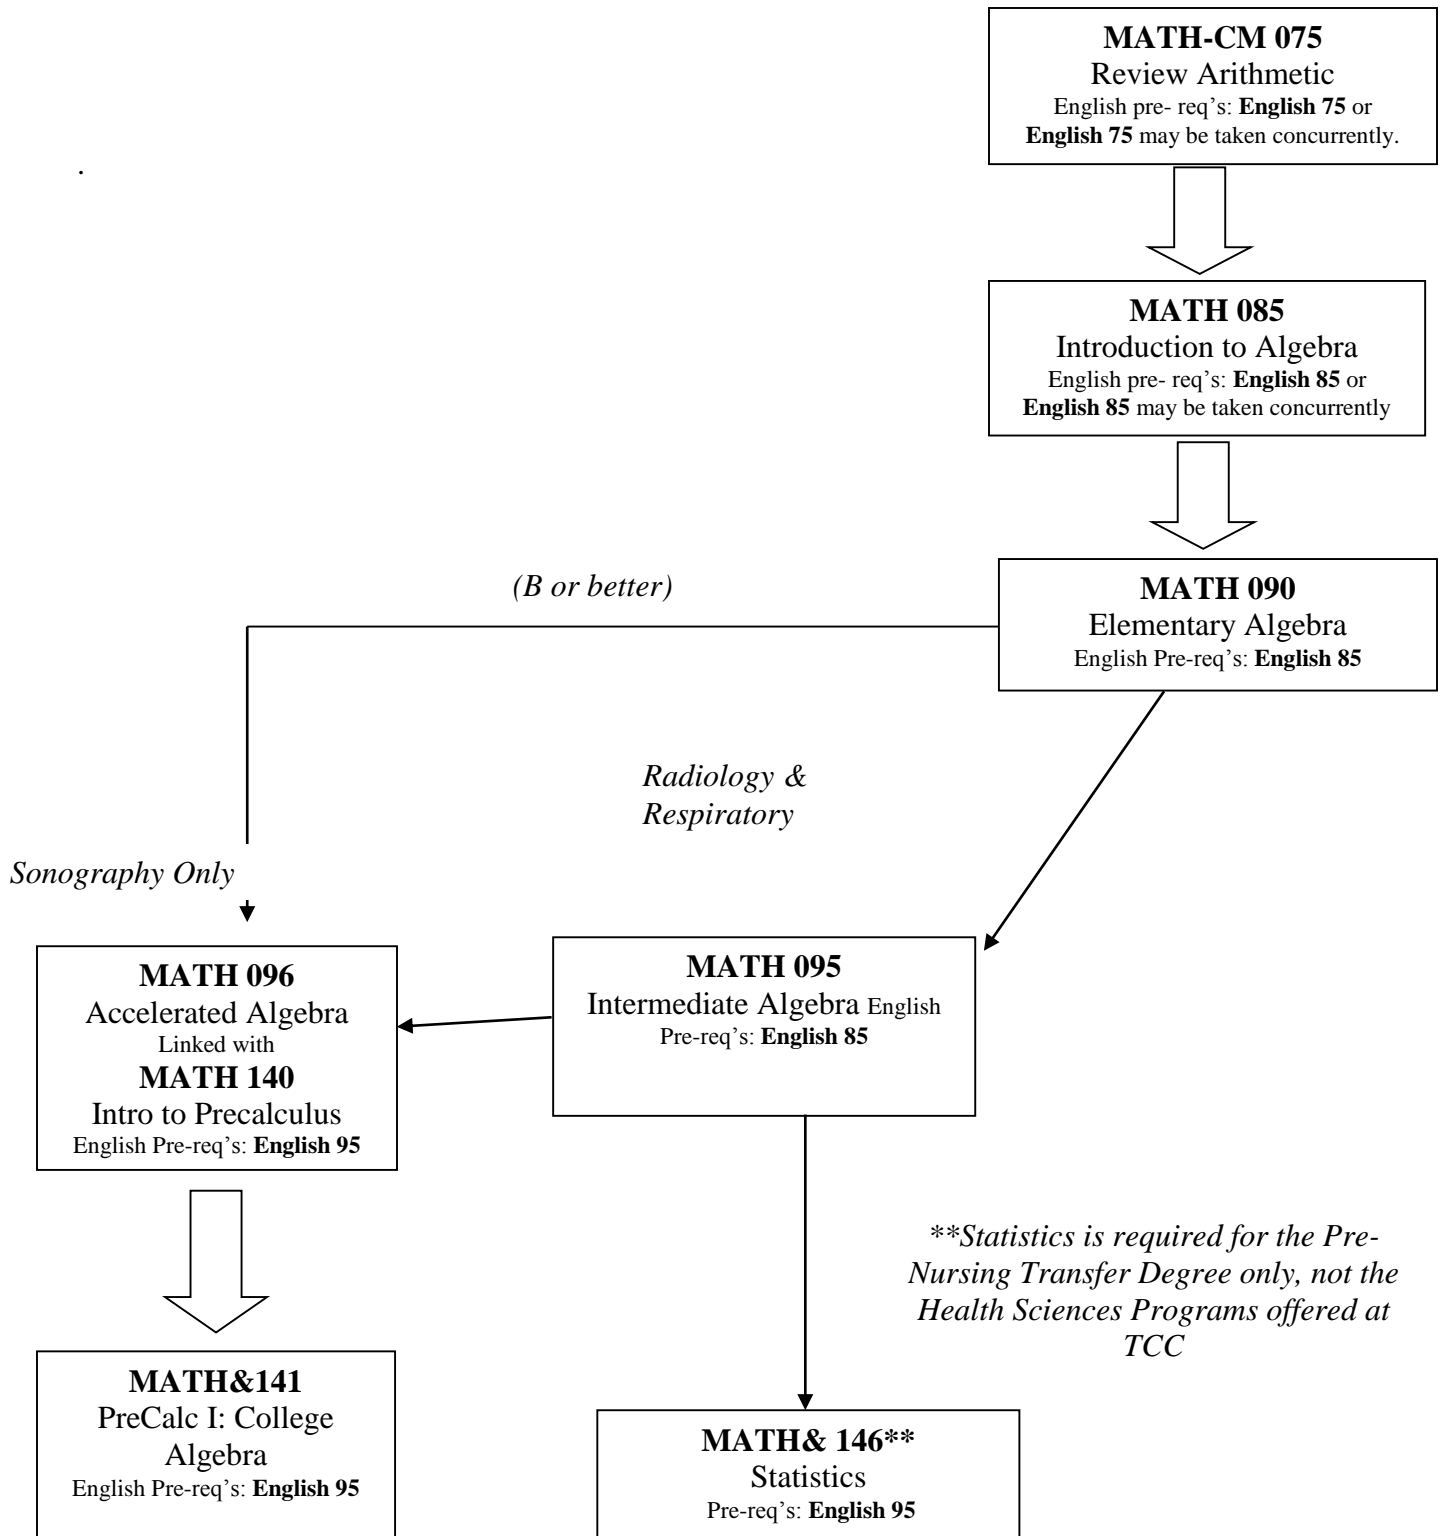 MATH-CM 075
Review Arithmetic
English pre- req’s: English 75 or
English 75 may be taken concurrently.
.
MATH 085
Introduction to Algebra
English pre- req’s: English 85 or
English 85 may be taken concurrently
(B or better)
MATH 090
Elementary Algebra
English Pre-req’s: English 85
Radiology &
Respiratory
Sonography Only
MATH 096
Accelerated Algebra
Linked with
MATH 140
Intro to Precalculus
English Pre-req’s: English 95
MATH 095
Intermediate Algebra English
Pre-req’s: English 85
**Statistics is required for the Pre-
Nursing Transfer Degree only, not the
Health Sciences Programs offered at
TCC
MATH&141
PreCalc I: College
Algebra
English Pre-req’s: English 95
MATH& 146**
Statistics
Pre-req’s: English 95